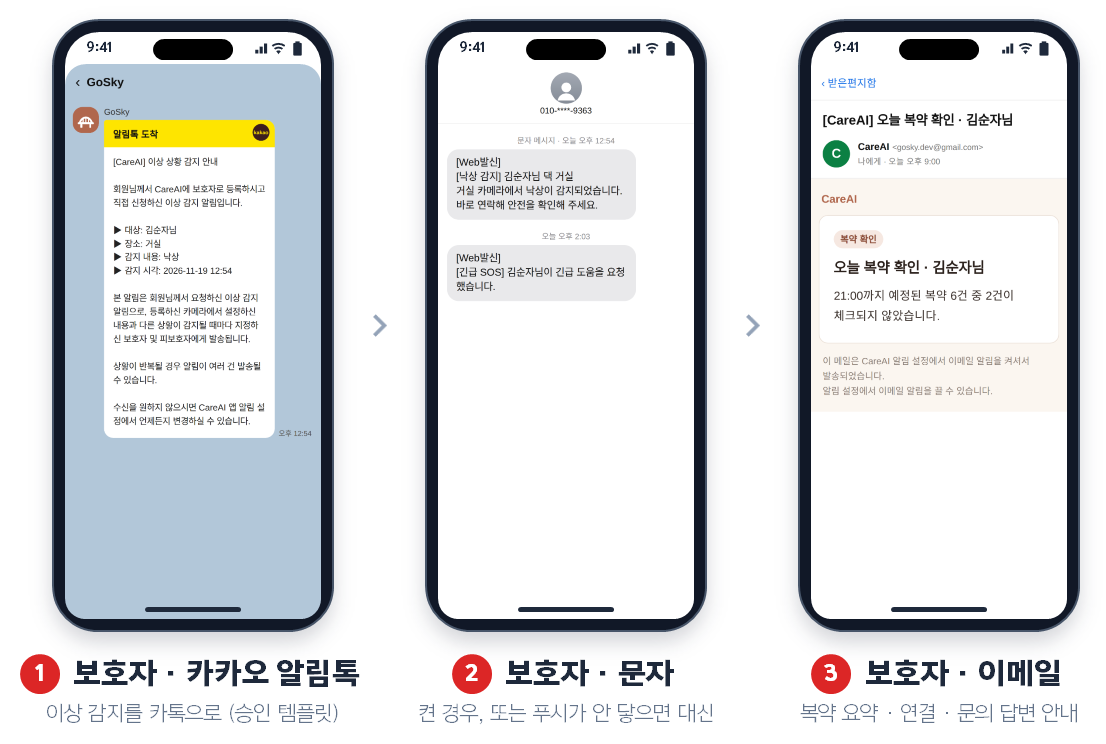 9:41
‹ GoSky
GoSky
알림톡 도착
kakao
[CareAI] 이상 상황 감지 안내
회원님께서 CareAI에 보호자로 등록하시고
직접 신청하신 이상 감지 알림입니다.
▶ 대상: 김순자님
▶ 장소: 거실
▶ 감지 내용: 낙상
▶ 감지 시각: 2026-11-19 12:54
본 알림은 회원님께서 요청하신 이상 감지
알림으로, 등록하신 카메라에서 설정하신
내용과 다른 상황이 감지될 때마다 지정하
신 보호자 및 피보호자에게 발송됩니다.
상황이 반복될 경우 알림이 여러 건 발송될
수 있습니다.
수신을 원하지 않으시면 CareAI 앱 알림 설
정에서 언제든지 변경하실 수 있습니다.
오후 12:54
1 보호자 · 카카오 알림톡
이상 감지를 카톡으로 (승인 템플릿)
9:41
010-****-9363
문자 메시지 · 오늘 오후 12:54
[Web발신]
[낙상 감지] 김순자님 댁 거실
거실 카메라에서 낙상이 감지되었습니다.
바로 연락해 안전을 확인해 주세요.
오늘 오후 2:03
[Web발신]
[긴급 SOS] 김순자님이 긴급 도움을 요청
했습니다.
2 보호자 · 문자
켠 경우, 또는 푸시가 안 닿으면 대신
9:41
‹ 받은편지함
[CareAI] 오늘 복약 확인 · 김순자님
C
CareAI <gosky.dev@gmail.com>
나에게 · 오늘 오후 9:00
CareAI
복약 확인
오늘 복약 확인 · 김순자님
21:00까지 예정된 복약 6건 중 2건이
체크되지 않았습니다.
이 메일은 CareAI 알림 설정에서 이메일 알림을 켜셔서
발송되었습니다.
알림 설정에서 이메일 알림을 끌 수 있습니다.
3 보호자 · 이메일
복약 요약 · 연결 · 문의 답변 안내